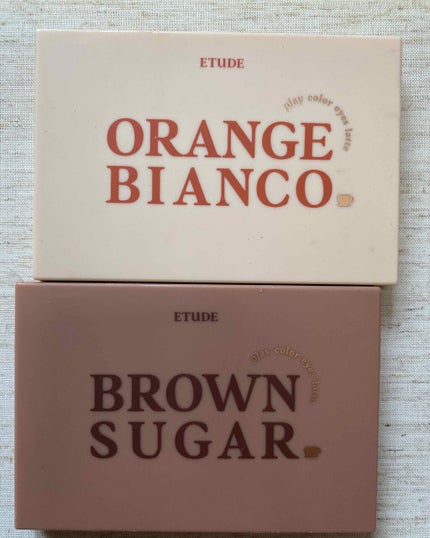 ETUDE
play color eyes latte
ORANGE
BIANCO
ETUDE
play color eyes latte
BROWN
SUGAR